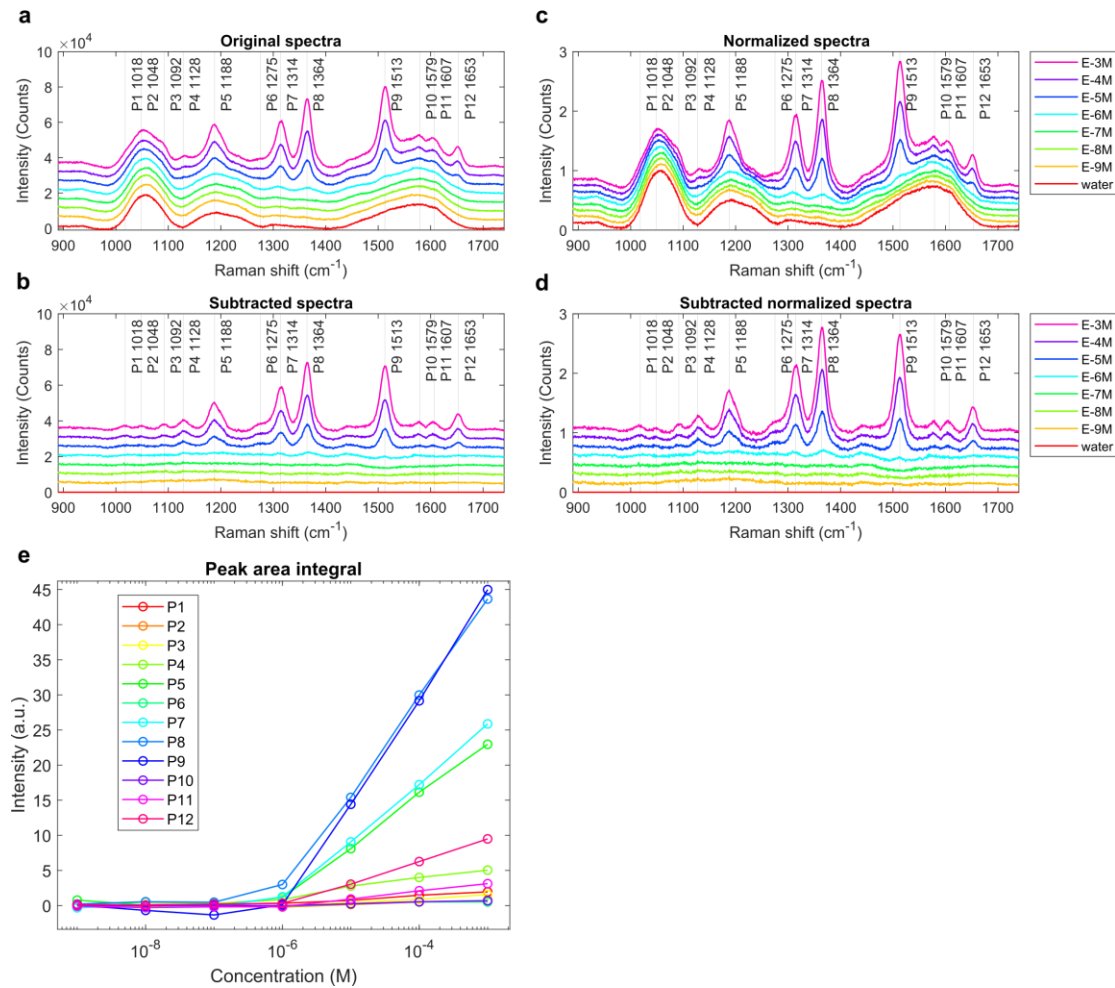 a
Original spectra
×10⁴
10
8
6
4
2
0
P1 1018
P2 1048
P3 1092
P4 1128
P5 1188
P6 1275
P7 1314
P8 1364
P9 1513
P10 1579
P11 1607
P12 1653
900 1000 1100 1200 1300 1400 1500 1600 1700
Raman shift (cm⁻¹)
Intensity (Counts)
c
Normalized spectra
3
2
1
0
P1 1018
P2 1048
P3 1092
P4 1128
P5 1188
P6 1275
P7 1314
P8 1364
P9 1513
P10 1579
P11 1607
P12 1653
900 1000 1100 1200 1300 1400 1500 1600 1700
Raman shift (cm⁻¹)
Intensity (Counts)
E-3M
E-4M
E-5M
E-6M
E-7M
E-8M
E-9M
water
b
Subtracted spectra
×10⁴
10
8
6
4
2
0
P1 1018
P2 1048
P3 1092
P4 1128
P5 1188
P6 1275
P7 1314
P8 1364
P9 1513
P10 1579
P11 1607
P12 1653
900 1000 1100 1200 1300 1400 1500 1600 1700
Raman shift (cm⁻¹)
Intensity (Counts)
d
Subtracted normalized spectra
3
2
1
0
P1 1018
P2 1048
P3 1092
P4 1128
P5 1188
P6 1275
P7 1314
P8 1364
P9 1513
P10 1579
P11 1607
P12 1653
900 1000 1100 1200 1300 1400 1500 1600 1700
Raman shift (cm⁻¹)
Intensity (Counts)
E-3M
E-4M
E-5M
E-6M
E-7M
E-8M
E-9M
water
e
Peak area integral
45
40
35
30
25
20
15
10
5
0
P1
P2
P3
P4
P5
P6
P7
P8
P9
P10
P11
P12
10⁻⁸ 10⁻⁶ 10⁻⁴
Concentration (M)
Intensity (a.u.)